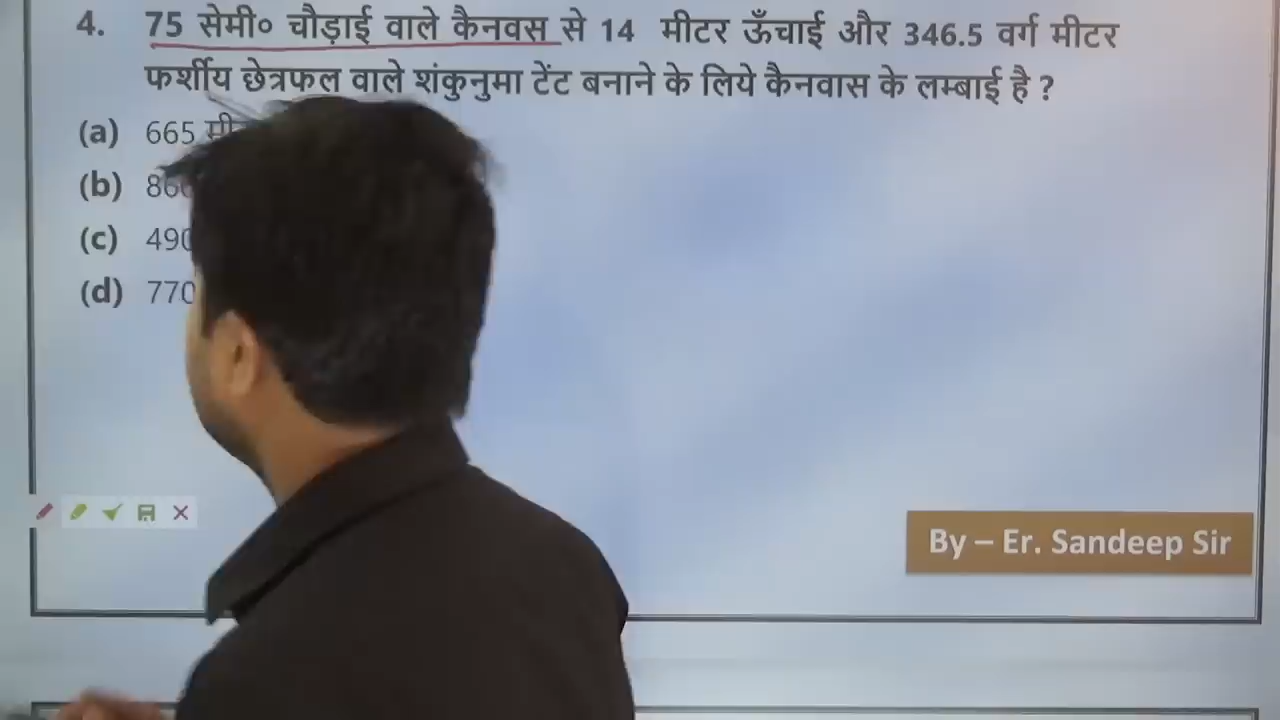 4. 75 सेमी० चौड़ाई वाले कैनवस से 14 मीटर ऊँचाई और 346.5 वर्ग मीटर
फर्शीय छेत्रफल वाले शंकुनुमा टेंट बनाने के लिये कैनवास के लम्बाई है ?
(a) 665
(b)
(c) 490
(d) 770
By – Er. Sandeep Sir